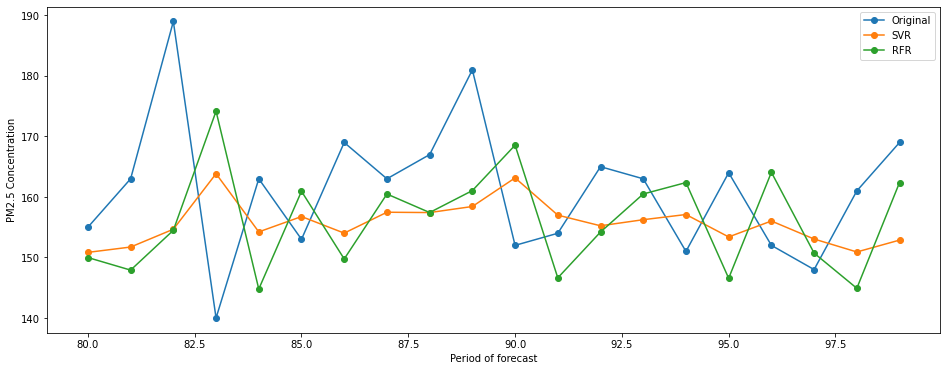 190
180
170
160
150
140
PM2.5 Concentration
Original
SVR
RFR
80.0 82.5 85.0 87.5 90.0 92.5 95.0 97.5
Period of forecast